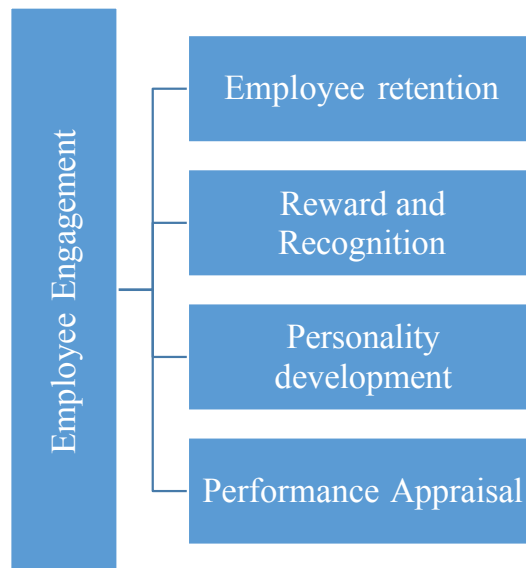 Employee Engagement
Employee retention
Reward and
Recognition
Personality
development
Performance Appraisal